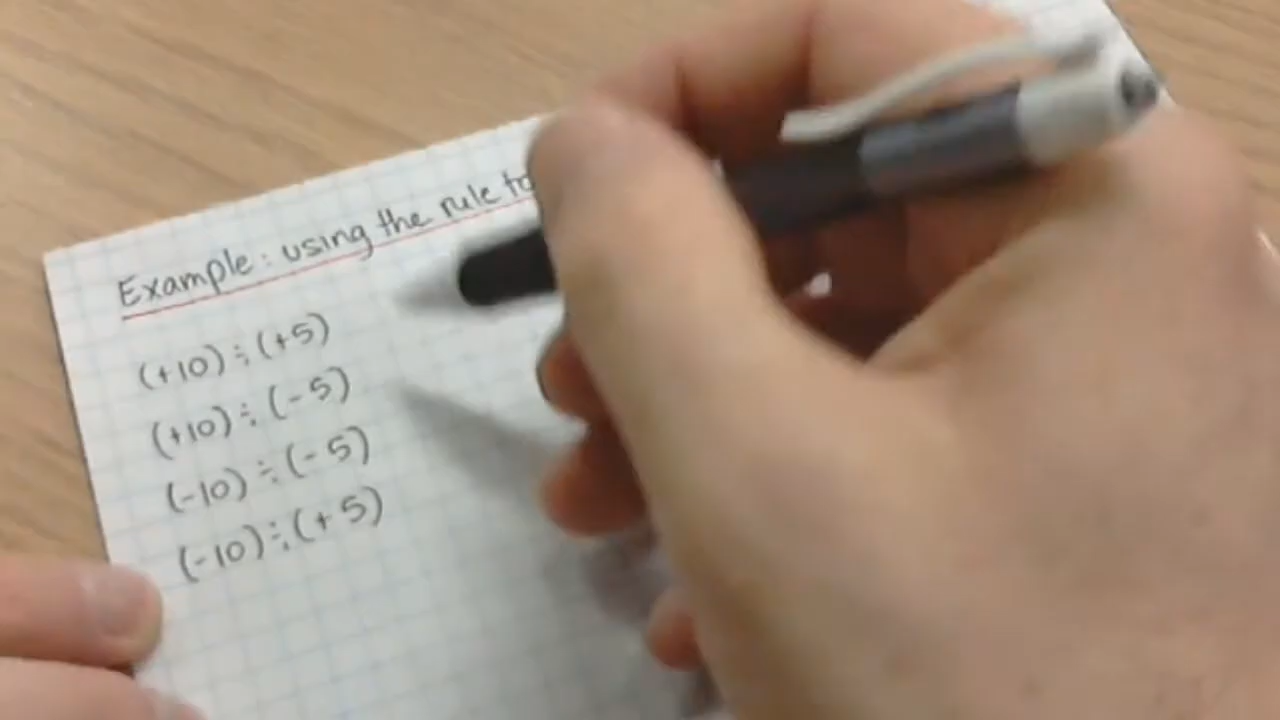 Example: using the rule to
(+10) ÷ (+5)
(+10) ÷ (-5)
(-10) ÷ (-5)
(-10) ÷ (+5)